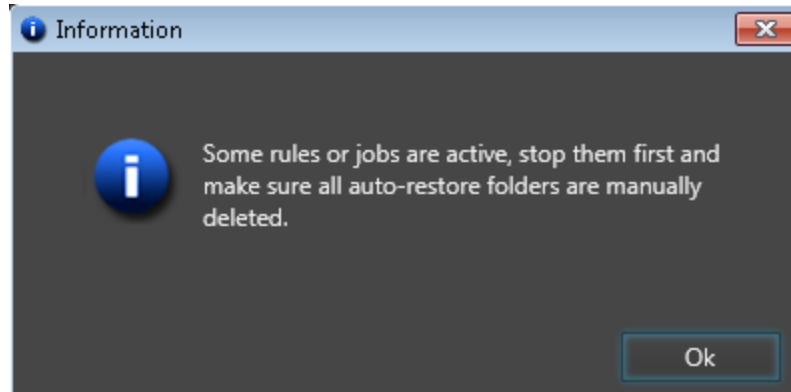 Information
Some rules or jobs are active, stop them first and
make sure all auto-restore folders are manually
deleted.
Ok